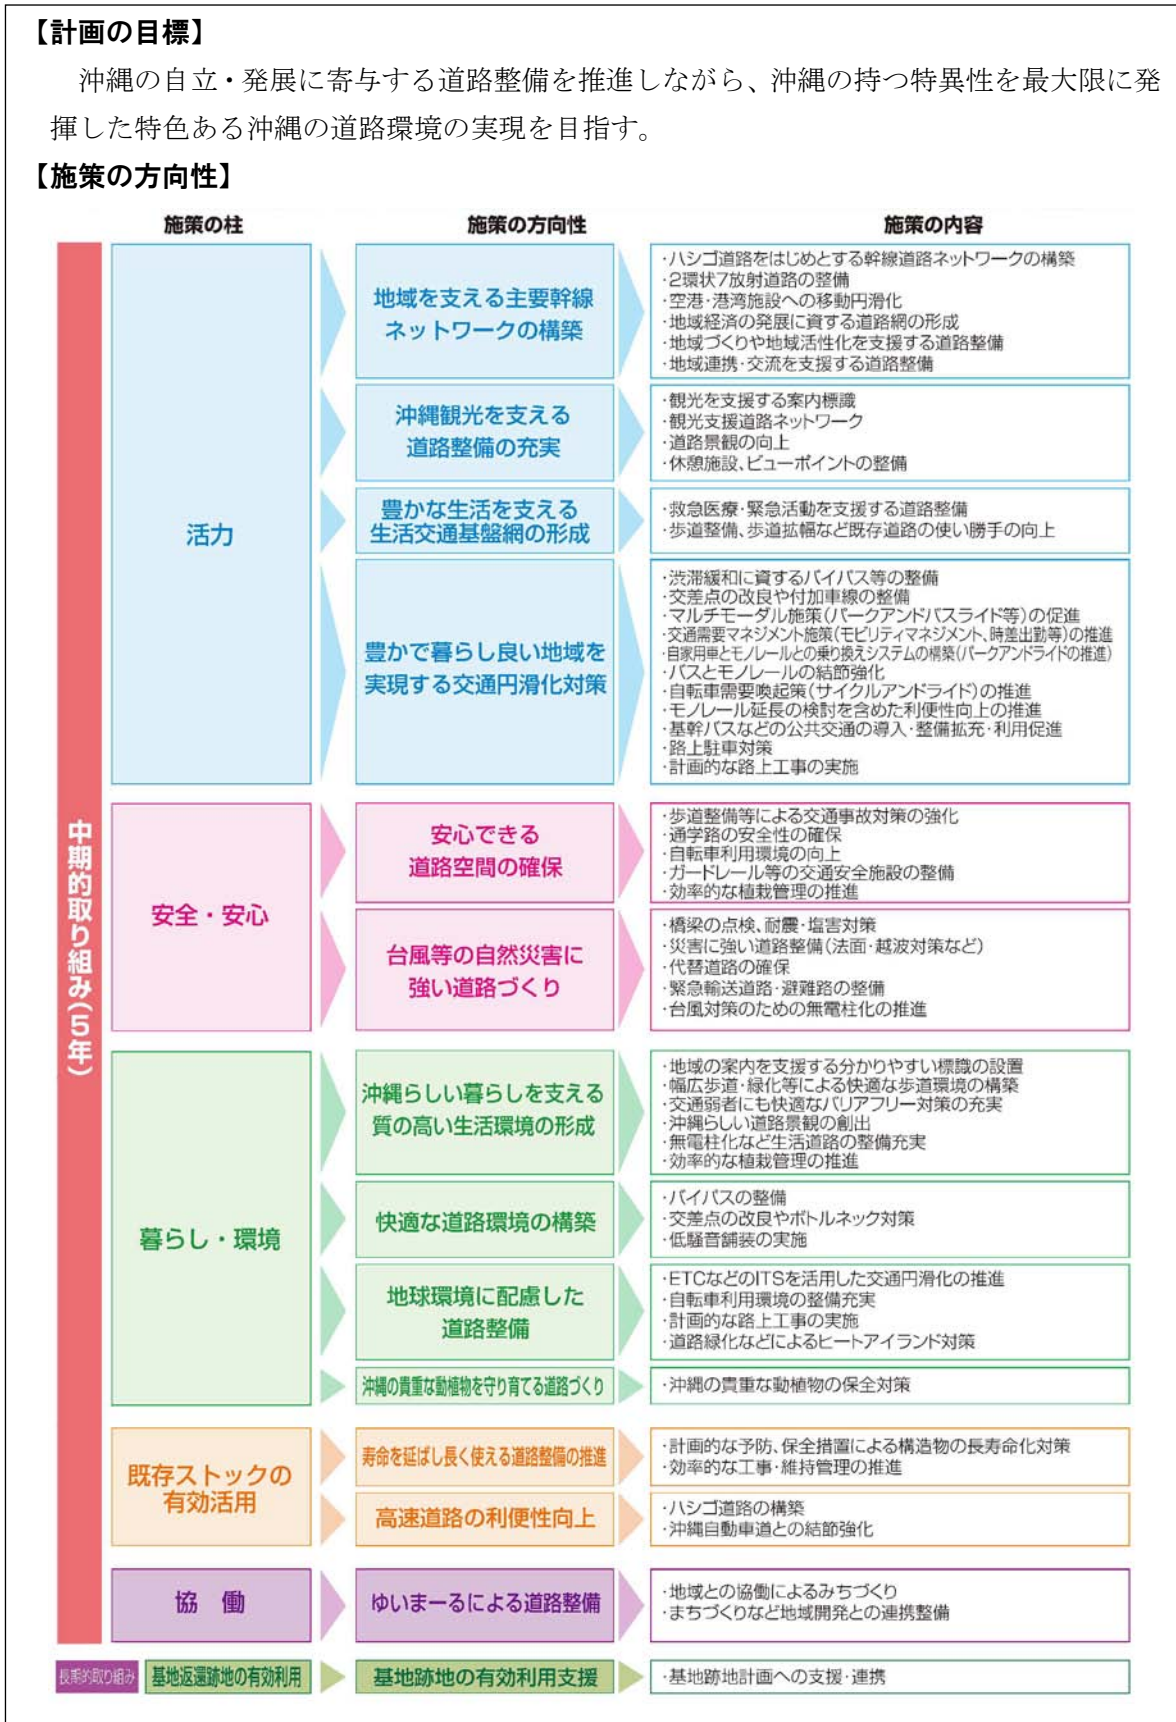 【計画の目標】
沖縄の自立・発展に寄与する道路整備を推進しながら、沖縄の持つ特異性を最大限に発
揮した特色ある沖縄の道路環境の実現を目指す。
【施策の方向性】
施策の柱
施策の方向性
施策の内容
中期的取り組み(5年)
活力
地域を支える主要幹線
ネットワークの構築
・ハシゴ道路をはじめとする幹線道路ネットワークの構築
・2環状7放射道路の整備
・空港・港湾施設への移動円滑化
・地域経済の発展に資する道路網の形成
・地域づくりや地域活性化を支援する道路整備
・地域連携・交流を支援する道路整備
沖縄観光を支える
道路整備の充実
・観光を支援する案内標識
・観光支援道路ネットワーク
・道路景観の向上
・休憩施設、ビューポイントの整備
豊かな生活を支える
生活交通基盤網の形成
・救急医療・緊急活動を支援する道路整備
・歩道整備、歩道拡幅など既存道路の使い勝手の向上
豊かで暮らし良い地域を
実現する交通円滑化対策
・渋滞緩和に資するバイパス等の整備
・交差点の改良や付加車線の整備
・マルチモーダル施策(パークアンドバスライド等)の促進
・交通需要マネジメント施策(モビリティマネジメント、時差出勤等)の推進
・自家用車とモノレールとの乗り換えシステムの構築(パークアンドライドの推進)
・バスとモノレールの結節強化
・自転車需要喚起策(サイクルアンドライド)の推進
・モノレール延長の検討を含めた利便性向上の推進
・基幹バスなどの公共交通の導入・整備拡充・利用促進
・路上駐車対策
・計画的な路上工事の実施
安全・安心
安心できる
道路空間の確保
・歩道整備等による交通事故対策の強化
・通学路の安全性の確保
・自転車利用環境の向上
・ガードレール等の交通安全施設の整備
・効率的な植栽管理の推進
台風等の自然災害に
強い道路づくり
・橋梁の点検、耐震・塩害対策
・災害に強い道路整備(法面・越波対策など)
・代替道路の確保
・緊急輸送道路・避難路の整備
・台風対策のための無電柱化の推進
暮らし・環境
沖縄らしい暮らしを支える
質の高い生活環境の形成
・地域の案内を支援する分かりやすい標識の設置
・幅広歩道・緑化等による快適な歩道環境の構築
・交通弱者にも快適なバリアフリー対策の充実
・沖縄らしい道路景観の創出
・無電柱化など生活道路の整備充実
・効率的な植栽管理の推進
快適な道路環境の構築
・バイパスの整備
・交差点の改良やボトルネック対策
・低騒音舗装の実施
地球環境に配慮した
道路整備
・ETCなどのITSを活用した交通円滑化の推進
・自転車利用環境の整備充実
・計画的な路上工事の実施
・道路緑化などによるヒートアイランド対策
沖縄の貴重な動植物を守り育てる道路づくり
・沖縄の貴重な動植物の保全対策
既存ストックの
有効活用
寿命を延ばし長く使える道路整備の推進
・計画的な予防、保全措置による構造物の長寿命化対策
・効率的な工事・維持管理の推進
高速道路の利便性向上
・ハシゴ道路の構築
・沖縄自動車道との結節強化
協 働
ゆいまーるによる道路整備
・地域との協働によるみちづくり
・まちづくりなど地域開発との連携整備
長期的取り組み
基地返還跡地の有効利用
基地跡地の有効利用支援
・基地跡地計画への支援・連携